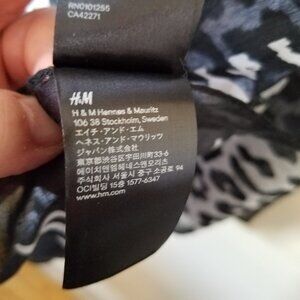 RN0101255
CA42271
H&M
H & M Hennes & Mauritz
106 38 Stockholm, Sweden
エイチ・アンド・エム
ヘネス・アンド・マウリッツ
ジャパン株式会社
東京都渋谷区宇田川町33-6
에이치앤엠헤네스앤모리츠
주식회사 서울시 중구 소공로 94
OCI빌딩 15층 1577-6347
www.hm.com